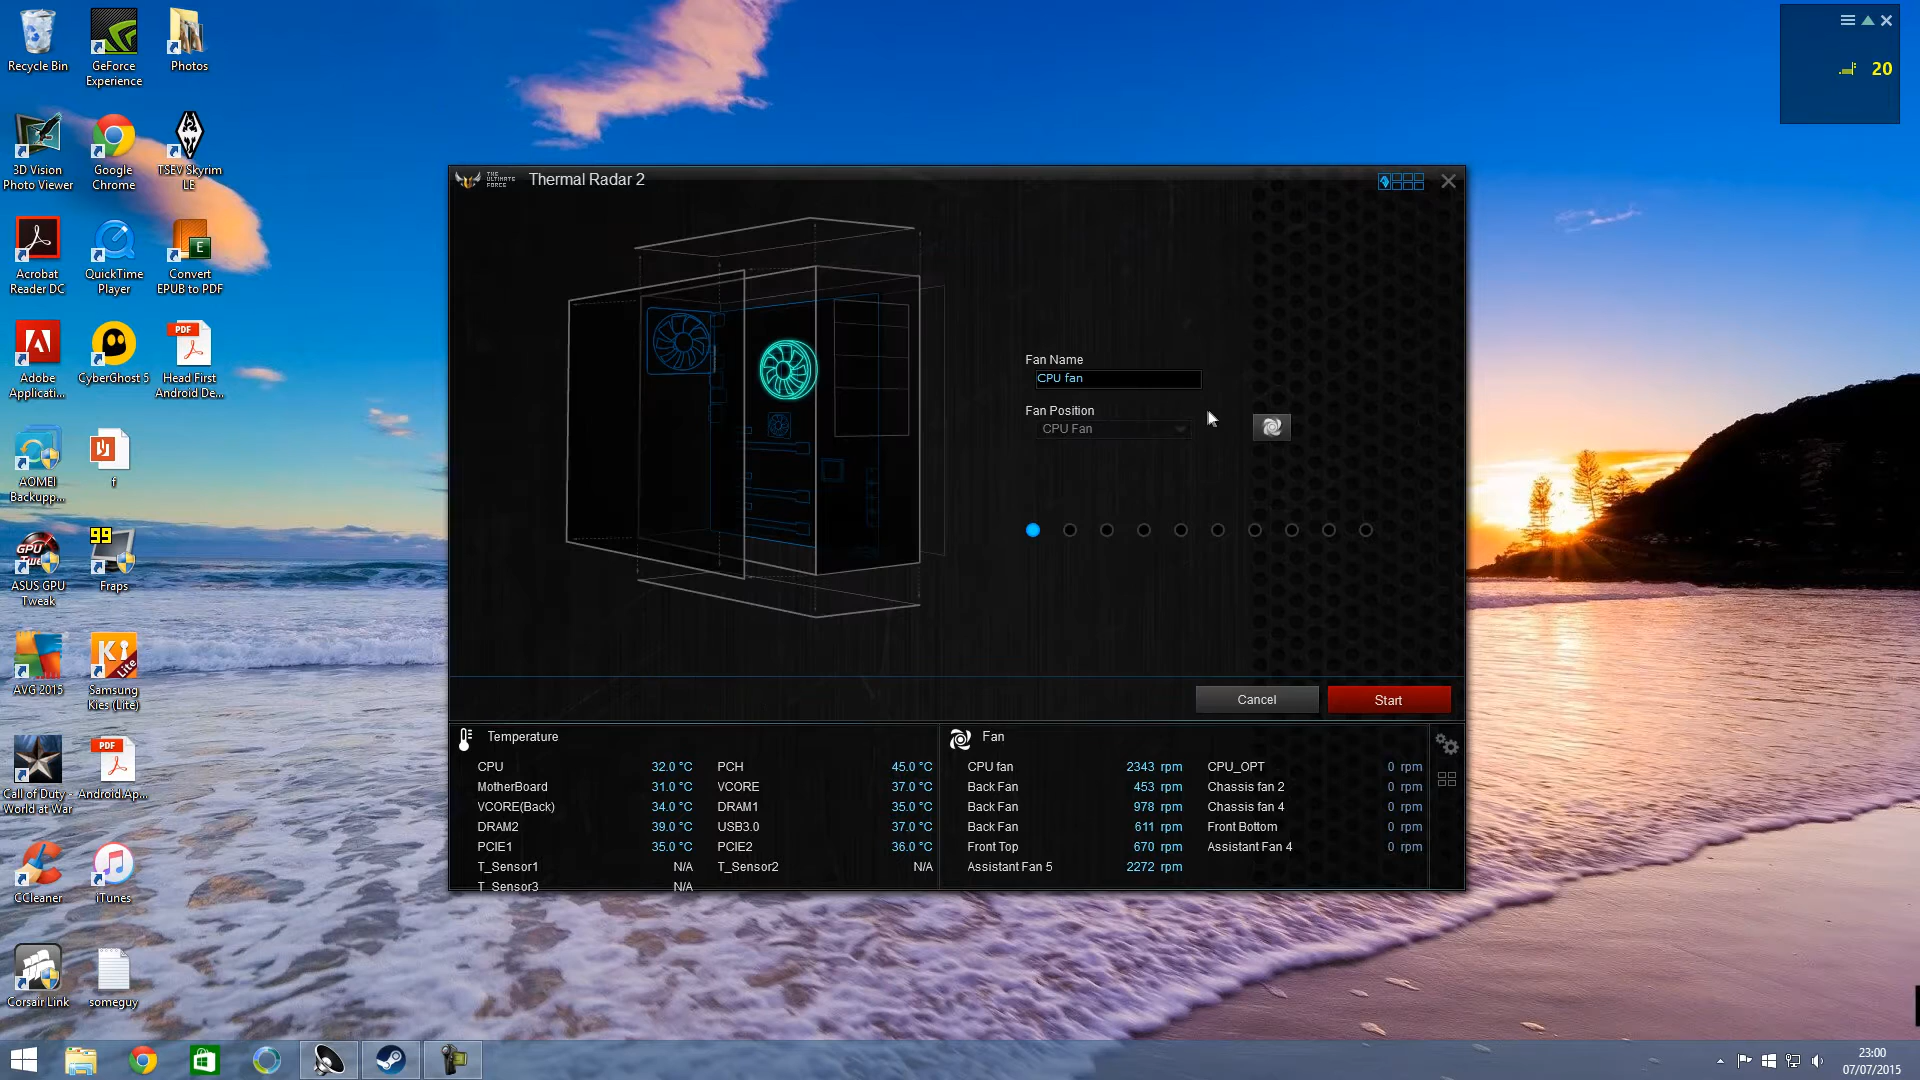 Recycle Bin
GeForce
Experience
Photos
3D Vision
Photo Viewer
Google
Chrome
TSEV Skyrim
LE
Acrobat
Reader DC
QuickTime
Player
Convert
EPUB to PDF
Adobe
Applicati...
CyberGhost 5
PDF
Head First
Android De...
AOMEI
Backupp...
f
99
ASUS GPU
Tweak
Fraps
AVG 2015
Samsung
Kies (Lite)
Call of Duty -
World at War
PDF
Android.Ap...
CCleaner
iTunes
Corsair Link
someguy
20
THE
ULTIMATE
FORCE
Thermal Radar 2
Fan Name
CPU fan
Fan Position
CPU Fan
Cancel
Start
Temperature
CPU 32.0 °C PCH 45.0 °C
MotherBoard 31.0 °C VCORE 37.0 °C
VCORE(Back) 34.0 °C DRAM1 35.0 °C
DRAM2 39.0 °C USB3.0 37.0 °C
PCIE1 35.0 °C PCIE2 36.0 °C
T_Sensor1 N/A T_Sensor2 N/A
T_Sensor3 N/A
Fan
CPU fan 2343 rpm CPU_OPT 0 rpm
Back Fan 453 rpm Chassis fan 2 0 rpm
Back Fan 978 rpm Chassis fan 4 0 rpm
Back Fan 611 rpm Front Bottom 0 rpm
Front Top 670 rpm Assistant Fan 4 0 rpm
Assistant Fan 5 2272 rpm
23:00
07/07/2015